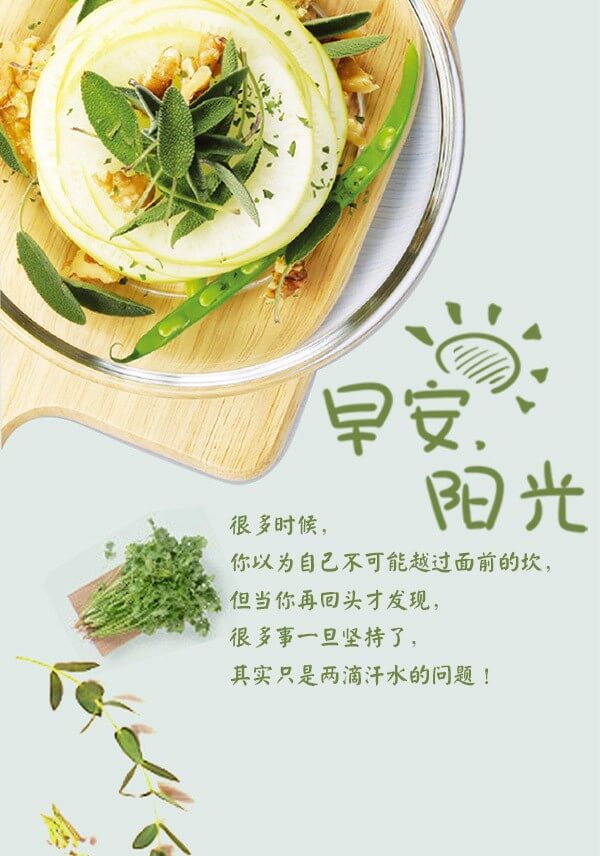 早安,
阳光
很多时候，
你以为自己不可能越过面前的坎，
但当你再回头才发现，
很多事一旦坚持了，
其实只是两滴汗水的问题！